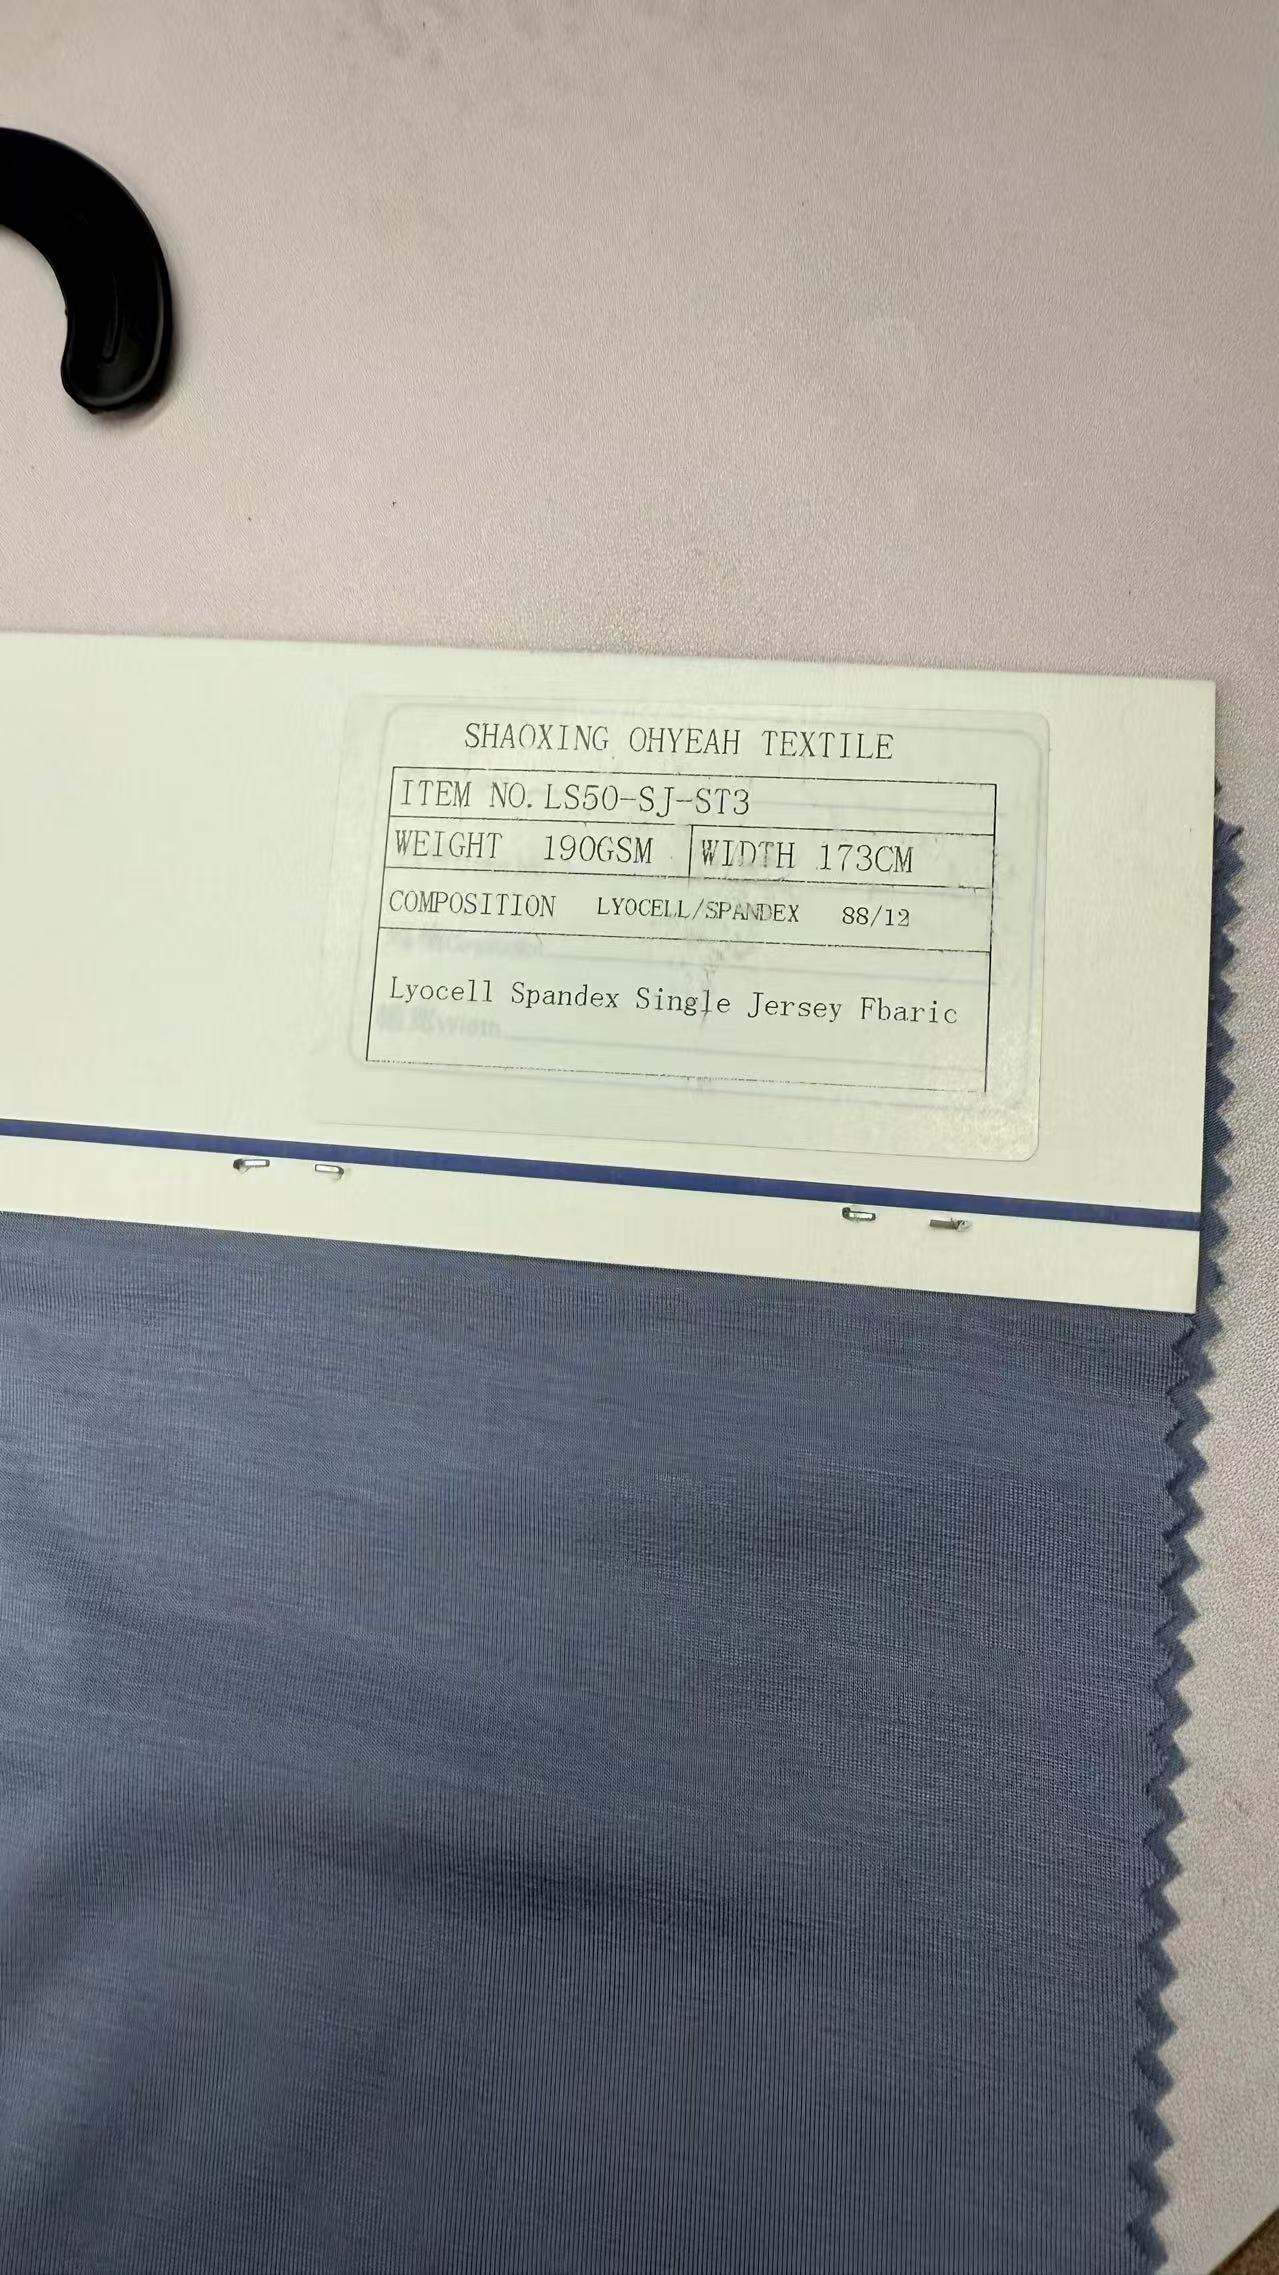 SHAOXING OHYEAH TEXTILE
ITEM NO. LS50-SJ-ST3
WEIGHT 190GSM WIDTH 173CM
COMPOSITION LYOCELL/SPANDEX 88/12
Lyocell Spandex Single Jersey Fbaric
Width